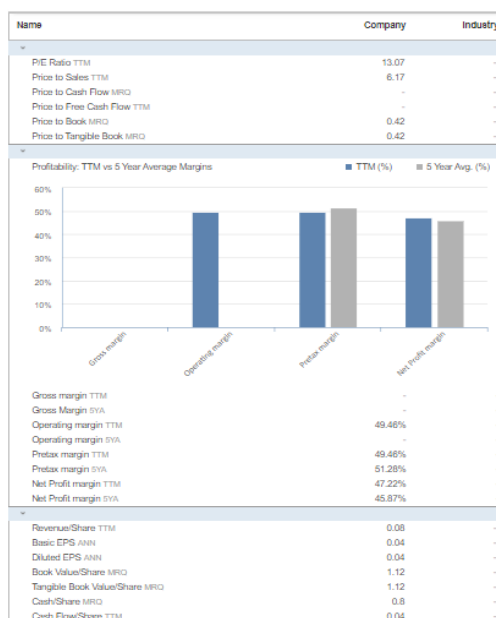 Name Company Industry
P/E Ratio TTM 13.07 -
Price to Sales TTM 6.17 -
Price to Cash Flow MRQ - -
Price to Free Cash Flow TTM - -
Price to Book MRQ 0.42 -
Price to Tangible Book MRQ 0.42 -
Profitability: TTM vs 5 Year Average Margins TTM (%) 5 Year Avg. (%)
60%
50%
40%
30%
20%
10%
0%
Gross margin Operating margin Pretax margin Net Profit margin
Gross margin TTM -
Gross Margin 5YA -
Operating margin TTM 49.46%
Operating margin 5YA -
Pretax margin TTM 49.46%
Pretax margin 5YA 51.28%
Net Profit margin TTM 47.22%
Net Profit margin 5YA 45.87%
Revenue/Share TTM 0.08 -
Basic EPS ANN 0.04 -
Diluted EPS ANN 0.04 -
Book Value/Share MRQ 1.12 -
Tangible Book Value/Share MRQ 1.12 -
Cash/Share MRQ 0.8 -
Cash Flow/Share TTM 0.04 -